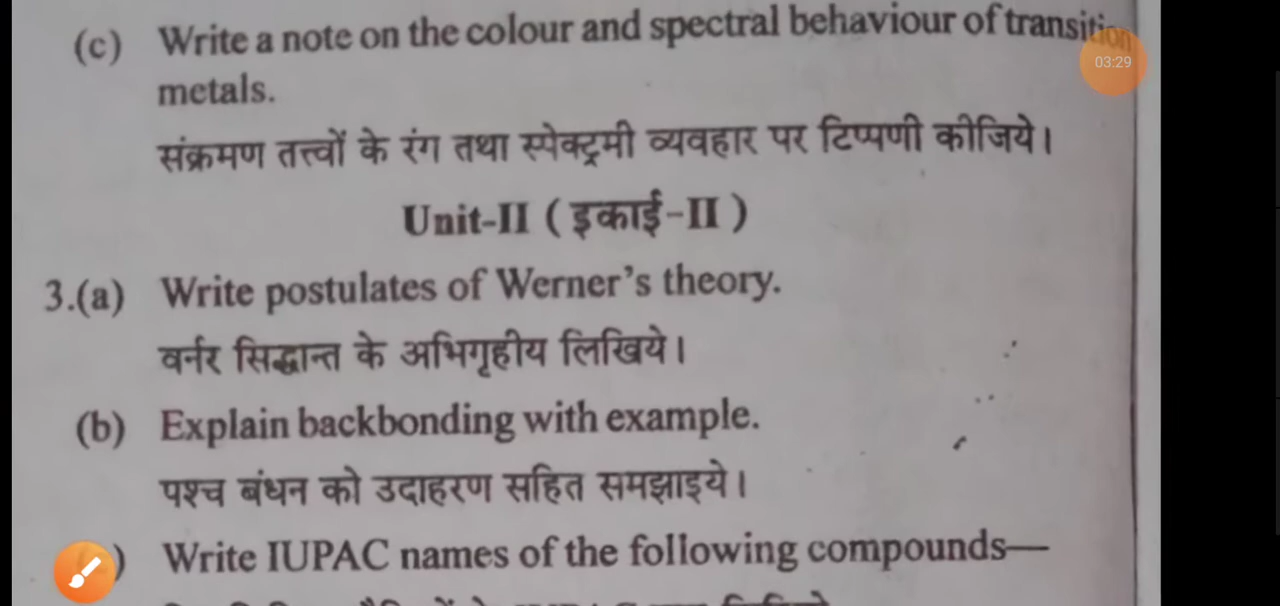 (c) Write a note on the colour and spectral behaviour of transition
03:29
metals.
संक्रमण तत्त्वों के रंग तथा स्पेक्ट्रमी व्यवहार पर टिप्पणी कीजिये।
Unit-II ( इकाई-II )
3.(a) Write postulates of Werner's theory.
वर्नर सिद्धान्त के अभिगृहीय लिखिये।
(b) Explain backbonding with example.
पश्च बंधन को उदाहरण सहित समझाइये।
) Write IUPAC names of the following compounds—